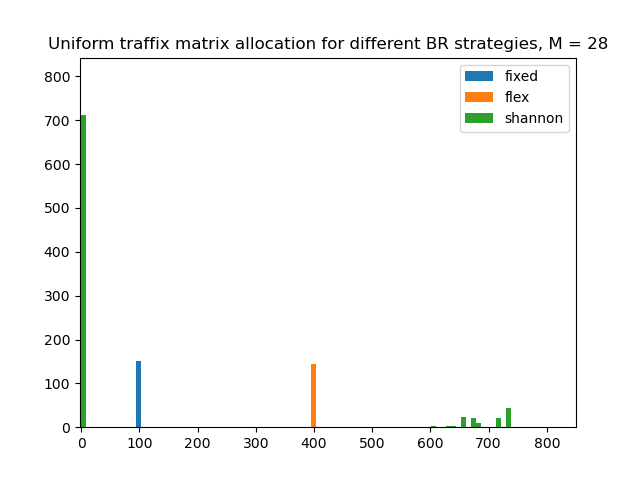 Uniform traffix matrix allocation for different BR strategies, M = 28
fixed
flex
shannon
800
700
600
500
400
300
200
100
0
0 100 200 300 400 500 600 700 800